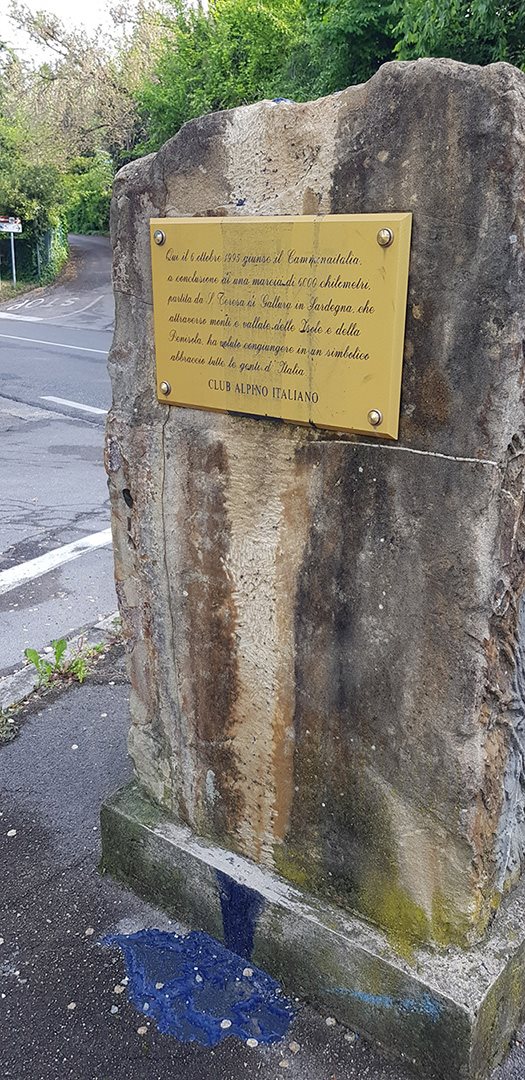 Qui il 6 ottobre 1995 giunse il Camminaitalia,
a conclusione di una marcia di 6000 chilometri,
partita da S. Teresa di Gallura in Sardegna, che
attraverso monti e vallate delle Isole e della
Penisola, ha voluto congiungere in un simbolico
abbraccio tutte le genti d'Italia
CLUB ALPINO ITALIANO